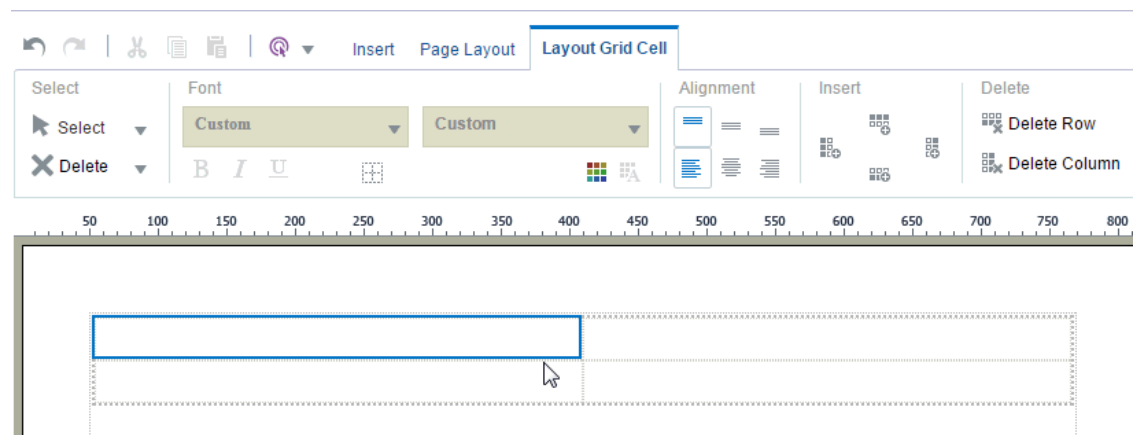 Insert Page Layout Layout Grid Cell
Select Font Alignment Insert Delete
Select Custom Custom Delete Row
Delete B I U A Delete Column
50 100 150 200 250 300 350 400 450 500 550 600 650 700 750 800